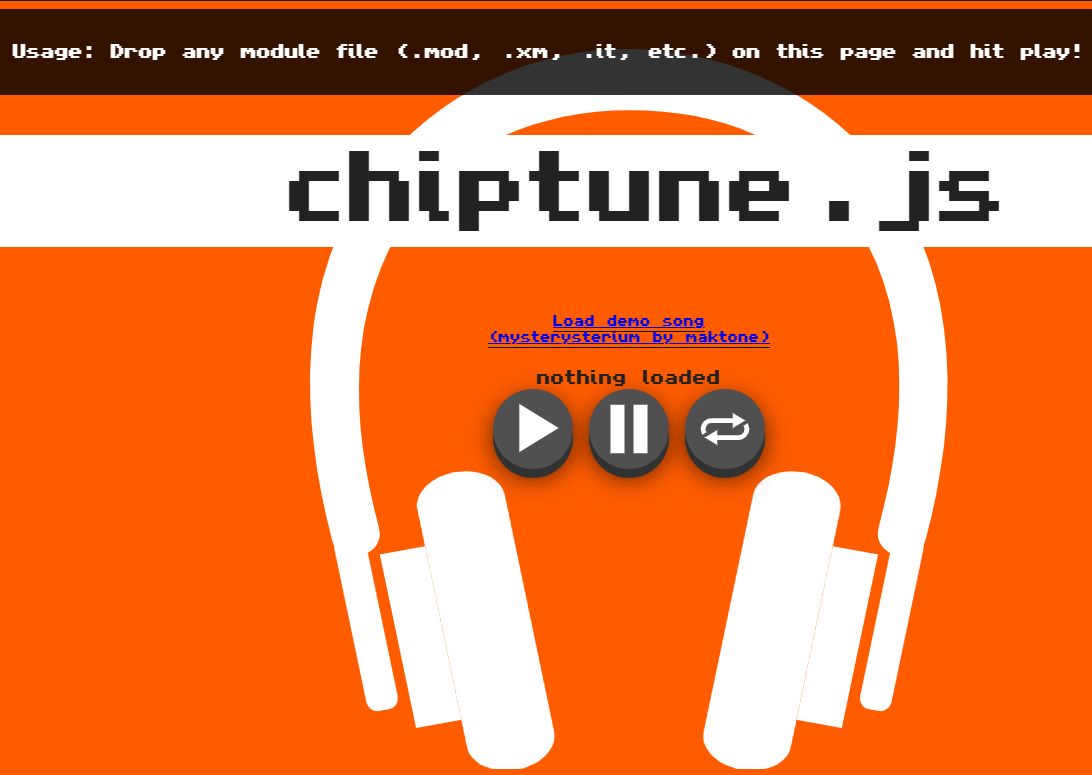 Usage: Drop any module file (.mod, .xm, .it, etc.) on this page and hit play!
chiptune.js
Load demo song
(mysterysterium by maktone)
nothing loaded